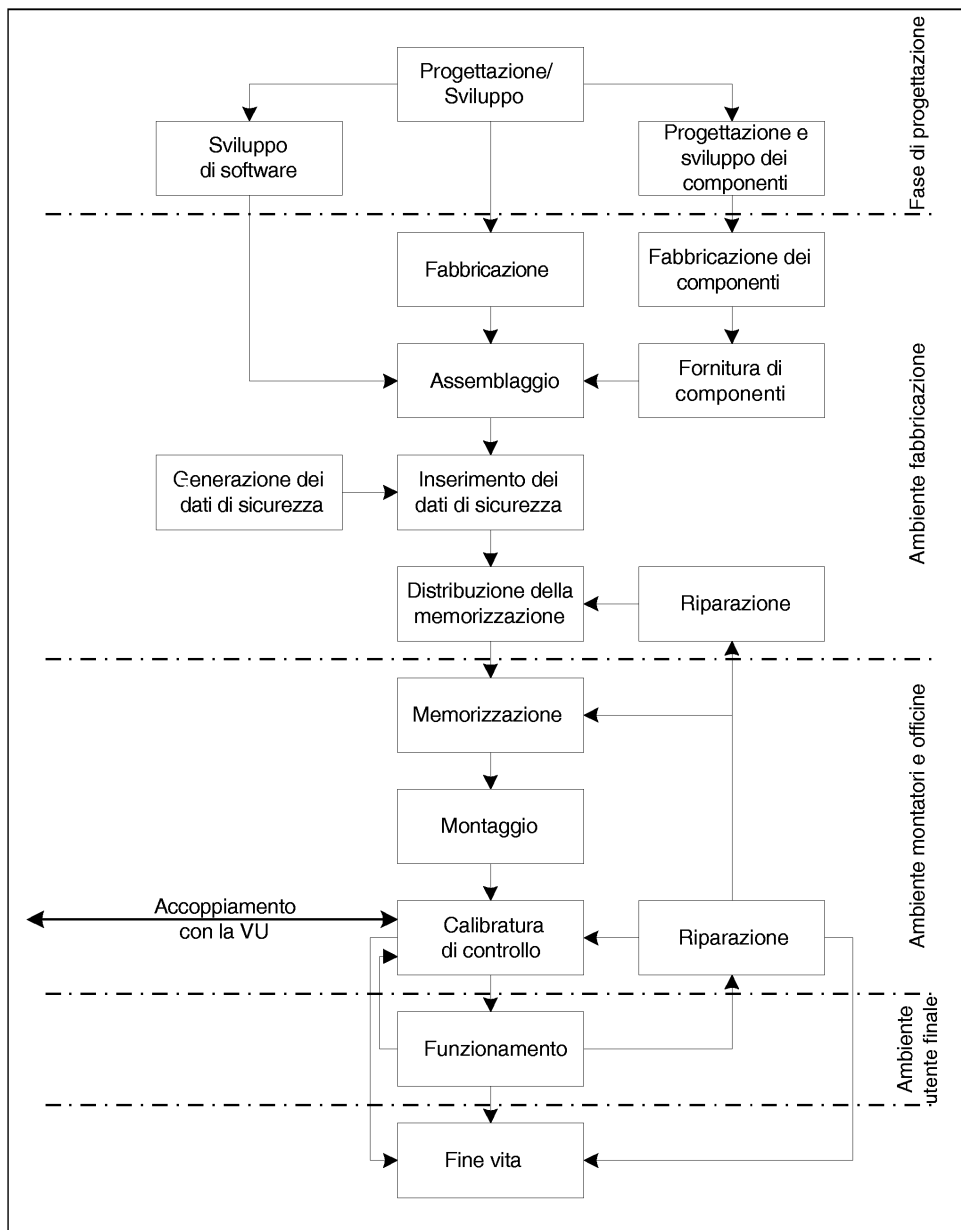 Progettazione/
Sviluppo
Sviluppo
di software
Progettazione e
sviluppo dei
componenti
Fase di progettazione
Fabbricazione
Fabbricazione dei
componenti
Assemblaggio
Fornitura di
componenti
Generazione dei
dati di sicurezza
Inserimento dei
dati di sicurezza
Distribuzione della
memorizzazione
Riparazione
Ambiente fabbricazione
Memorizzazione
Montaggio
Accoppiamento
con la VU
Calibratura
di controllo
Riparazione
Ambiente montatori e officine
Funzionamento
Ambiente
utente finale
Fine vita